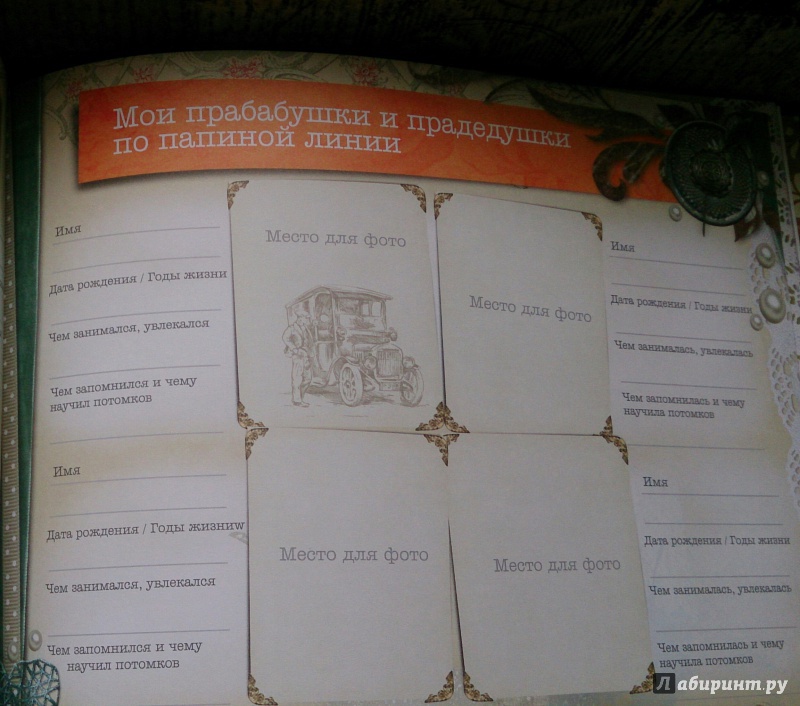 Мои прабабушки и прадедушки
по папиной линии
Имя
Дата рождения / Годы жизни
Чем занимался, увлекался
Чем запомнился и чему
научил потомков
Место для фото
Место для фото
Имя
Дата рождения / Годы жизни
Чем занималась, увлекалась
Чем запомнилась и чему
научила потомков
Имя
Дата рождения / Годы жизниw
Чем занимался, увлекался
Чем запомнился и чему
научил потомков
Место для фото
Место для фото
Имя
Дата рождения / Годы жизни
Чем занималась, увлекалась
Чем запомнилась и чему
научила потомков
Лабиринт.ру